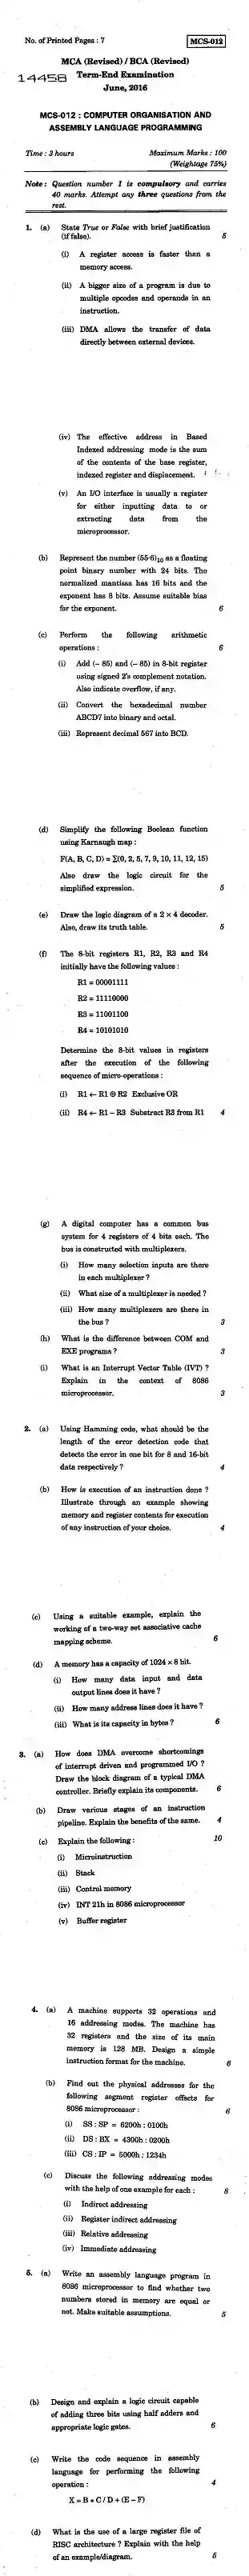 No. of Printed Pages : 7 MCS-012
MCA (Revised) / BCA (Revised)
14458 Term-End Examination
June, 2016
MCS-012 : COMPUTER ORGANISATION AND
ASSEMBLY LANGUAGE PROGRAMMING
Time : 3 hours Maximum Marks : 100
(Weightage 75%)
Note : Question number 1 is compulsory and carries
40 marks. Attempt any three questions from the
rest.
1. (a) State True or False with brief justification
(if false). 5
(i) A register access is faster than a
memory access.
(ii) A bigger size of a program is due to
multiple opcodes and operands in an
instruction.
(iii) DMA allows the transfer of data
directly between external devices.
(iv) The effective address in Based
Indexed addressing mode is the sum
of the contents of the base register,
indexed register and displacement.
(v) An I/O interface is usually a register
for either inputting data to or
extracting data from the
microprocessor.
(b) Represent the number (55·6)10 as a floating
point binary number with 24 bits. The
normalized mantissa has 16 bits and the
exponent has 8 bits. Assume suitable bias
for the exponent. 6
(c) Perform the following arithmetic
operations : 6
(i) Add (– 85) and (– 85) in 8-bit register
using signed 2's complement notation.
Also indicate overflow, if any.
(ii) Convert the hexadecimal number
ABCD7 into binary and octal.
(iii) Represent decimal 567 into BCD.
(d) Simplify the following Boolean function
using Karnaugh map :
F(A, B, C, D) = Σ(0, 2, 5, 7, 9, 10, 11, 12, 15)
Also draw the logic circuit for the
simplified expression. 5
(e) Draw the logic diagram of a 2 × 4 decoder.
Also, draw its truth table. 5
(f) The 8-bit registers R1, R2, R3 and R4
initially have the following values :
R1 = 00001111
R2 = 11110000
R3 = 11001100
R4 = 10101010
Determine the 8-bit values in registers
after the execution of the following
sequence of micro-operations :
(i) R1 ← R1 ⊕ R2 Exclusive OR
(ii) R4 ← R1 – R3 Substract R3 from R1 4
(g) A digital computer has a common bus
system for 4 registers of 4 bits each. The
bus is constructed with multiplexers.
(i) How many selection inputs are there
in each multiplexer ?
(ii) What size of a multiplexer is needed ?
(iii) How many multiplexers are there in
the bus ? 3
(h) What is the difference between COM and
EXE programs ? 3
(i) What is an Interrupt Vector Table (IVT) ?
Explain in the context of 8086
microprocessor. 3
2. (a) Using Hamming code, what should be the
length of the error detection code that
detects the error in one bit for 8 and 16-bit
data respectively ? 4
(b) How is execution of an instruction done ?
Illustrate through an example showing
memory and register contents for execution
of any instruction of your choice. 4
(c) Using a suitable example, explain the
working of a two-way set associative cache
mapping scheme. 6
(d) A memory has a capacity of 1024 × 8 bit.
(i) How many data input and data
output lines does it have ?
(ii) How many address lines does it have ?
(iii) What is its capacity in bytes ? 6
3. (a) How does DMA overcome shortcomings
of interrupt driven and programmed I/O ?
Draw the block diagram of a typical DMA
controller. Briefly explain its components. 6
(b) Draw various stages of an instruction
pipeline. Explain the benefits of the same. 4
(c) Explain the following : 10
(i) Microinstruction
(ii) Stack
(iii) Control memory
(iv) INT 21h in 8086 microprocessor
(v) Buffer register
4. (a) A machine supports 32 operations and
16 addressing modes. The machine has
32 registers and the size of its main
memory is 128 MB. Design a simple
instruction format for the machine. 6
(b) Find out the physical addresses for the
following segment register offsets for
8086 microprocessor : 6
(i) SS : SP = 6200h : 0100h
(ii) DS : BX = 4300h : 0200h
(iii) CS : IP = 5000h : 1234h
(c) Discuss the following addressing modes
with the help of one example for each : 8
(i) Indirect addressing
(ii) Register indirect addressing
(iii) Relative addressing
(iv) Immediate addressing
5. (a) Write an assembly language program in
8086 microprocessor to find whether two
numbers stored in memory are equal or
not. Make suitable assumptions. 5
(b) Design and explain a logic circuit capable
of adding three bits using half adders and
appropriate logic gates. 6
(c) Write the code sequence in assembly
language for performing the following
operation : 4
X = B * C / D + (E – F)
(d) What is the use of a large register file of
RISC architecture ? Explain with the help
of an example/diagram. 5